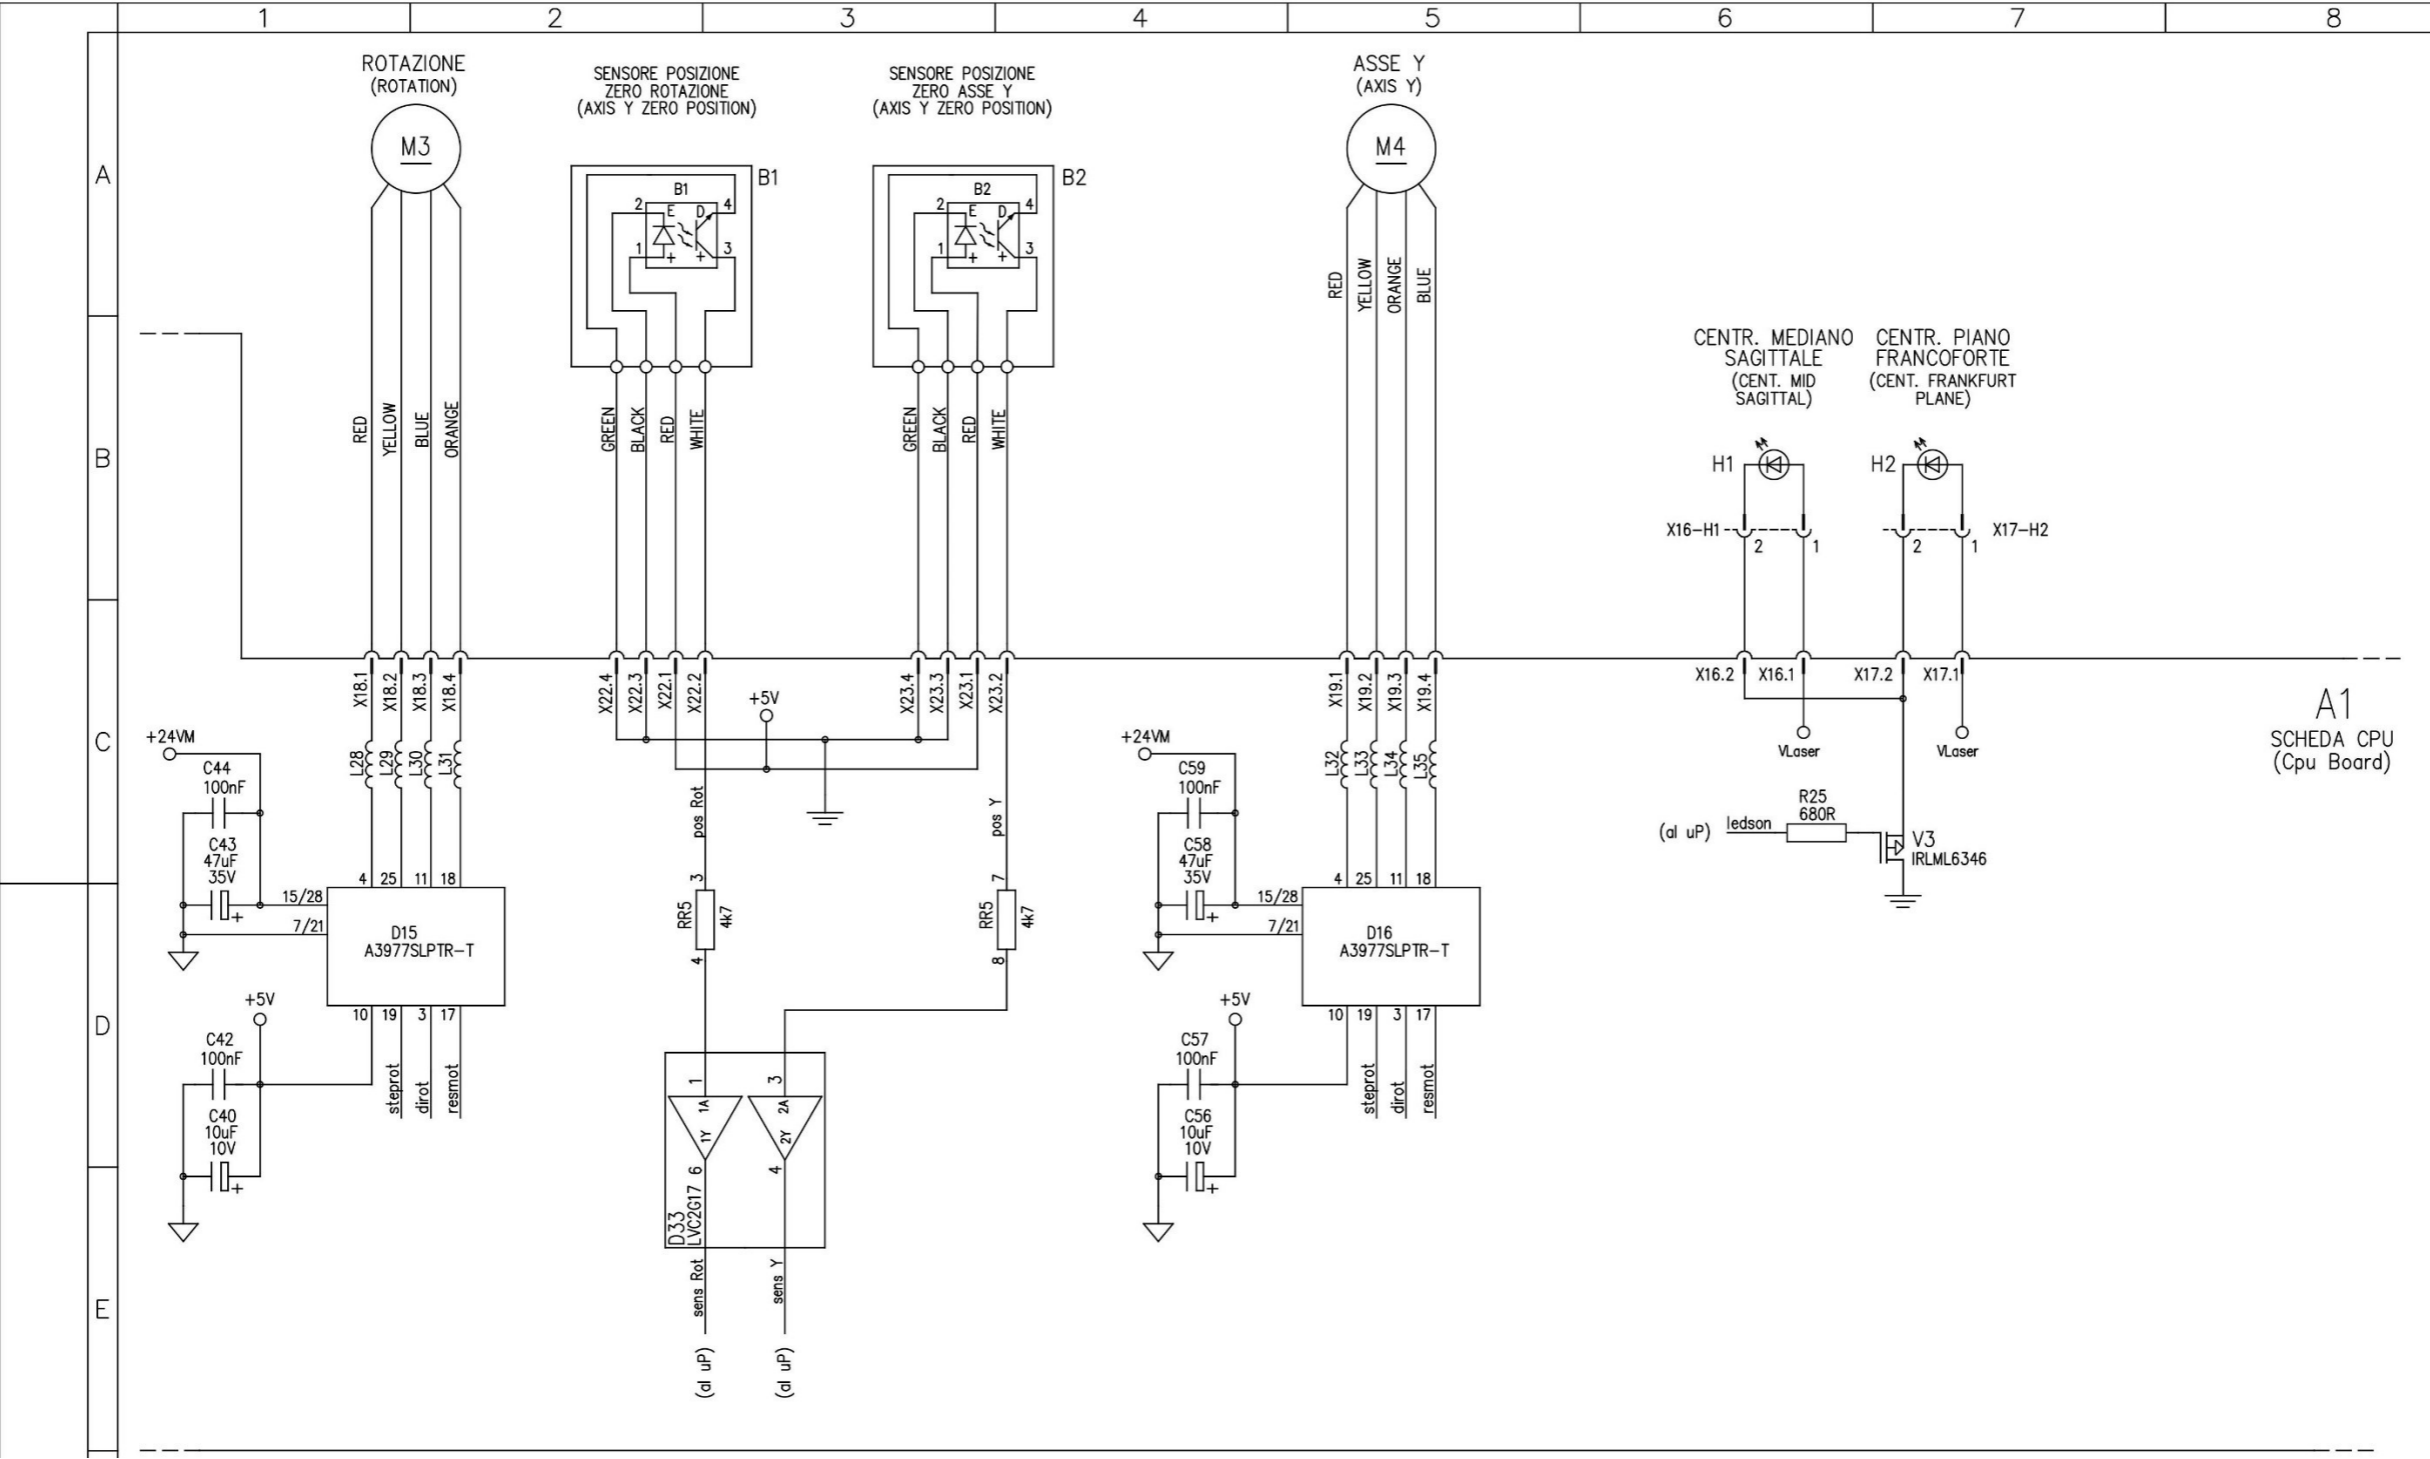 1 2 3 4 5 6 7 8
A
B
C
D
E
ROTAZIONE
(ROTATION)
M3
SENSORE POSIZIONE
ZERO ROTAZIONE
(AXIS Y ZERO POSITION)
B1
B1
2 E D 4
1 + + 3
SENSORE POSIZIONE
ZERO ASSE Y
(AXIS Y ZERO POSITION)
B2
B2
2 E D 4
1 + + 3
ASSE Y
(AXIS Y)
M4
RED
YELLOW
BLUE
ORANGE
GREEN
BLACK
RED
WHITE
GREEN
BLACK
RED
WHITE
RED
YELLOW
ORANGE
BLUE
CENTR. MEDIANO
SAGITTALE
(CENT. MID
SAGITTAL)
CENTR. PIANO
FRANCOFORTE
(CENT. FRANKFURT
PLANE)
H1
H2
X16-H1
2 1
2 1
X17-H2
X18.1
X18.2
X18.3
X18.4
X22.4
X22.3
X22.1
X22.2
X23.4
X23.3
X23.1
X23.2
X19.1
X19.2
X19.3
X19.4
X16.2 X16.1 X17.2 X17.1
A1
SCHEDA CPU
(Cpu Board)
VLaser
VLaser
+5V
+24VM
C44
100nF
C43
47uF
35V
+
L28
L29
L30
L31
4 25 11 18
15/28
7/21
D15
A3977SLPTR-T
10 19 3 17
steprot
dirot
resmot
+5V
C42
100nF
C40
10uF
10V
+
pos Rot
pos Y
3
RR5
4k7
4
7
RR5
4k7
8
1
1A
1Y
6
3
2A
2Y
4
D33
LVC2G17
sens Rot
sens Y
(al uP)
(al uP)
+24VM
C59
100nF
C58
47uF
35V
+
L32
L33
L34
L35
4 25 11 18
15/28
7/21
D16
A3977SLPTR-T
10 19 3 17
steprot
dirot
resmot
+5V
C57
100nF
C56
10uF
10V
+
(al uP) ledson
R25
680R
V3
IRLML6346